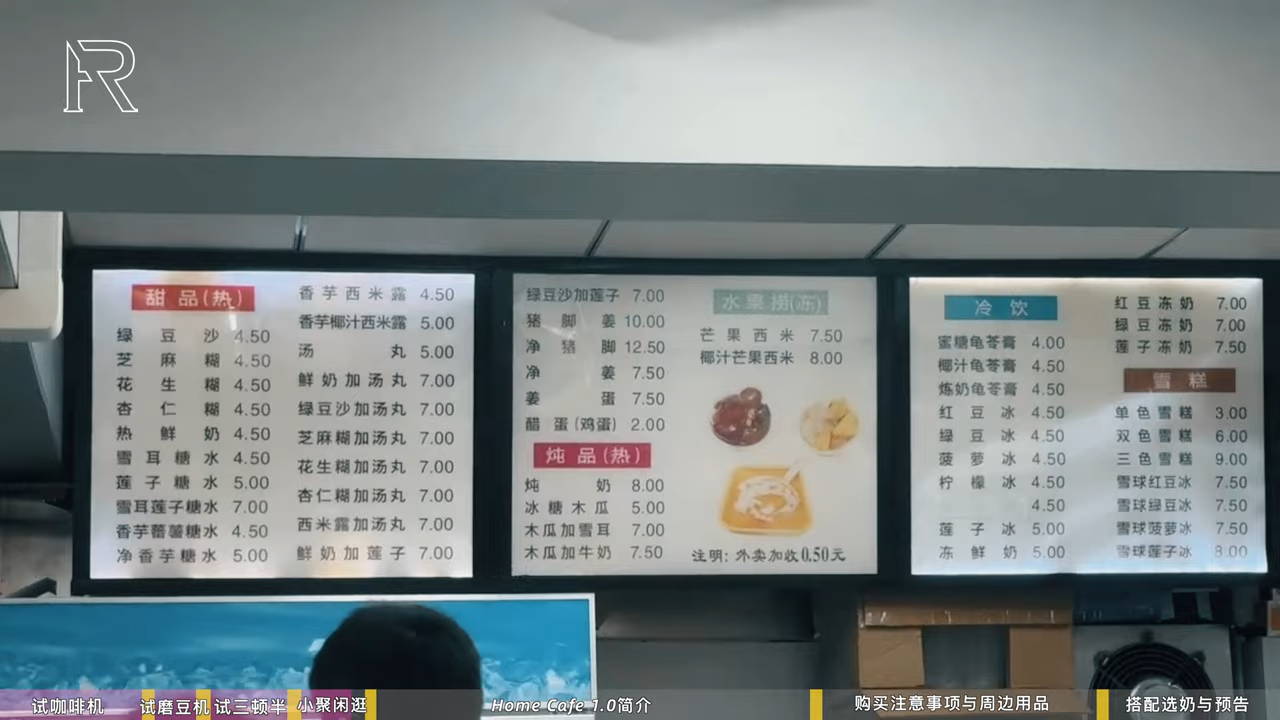 甜品(热)
绿豆沙 4.50
芝麻糊 4.50
花生糊 4.50
杏仁糊 4.50
热鲜奶 4.50
雪耳糖水 4.50
莲子糖水 5.00
雪耳莲子糖水 7.00
香芋蕃薯糖水 4.50
净香芋糖水 5.00
香芋西米露 4.50
香芋椰汁西米露 5.00
汤丸 5.00
鲜奶加汤丸 7.00
绿豆沙加汤丸 7.00
芝麻糊加汤丸 7.00
花生糊加汤丸 7.00
杏仁糊加汤丸 7.00
西米露加汤丸 7.00
鲜奶加莲子 7.00
绿豆沙加莲子 7.00
猪脚姜 10.00
净猪脚 12.50
净姜 7.50
姜蛋 7.50
醋蛋(鸡蛋) 2.00
炖品(热)
炖奶 8.00
冰糖木瓜 5.00
木瓜加雪耳 7.00
木瓜加牛奶 7.50
水果捞(冻)
芒果西米 7.50
椰汁芒果西米 8.00
注明: 外卖加收0.50元
冷饮
蜜糖龟苓膏 4.00
椰汁龟苓膏 4.50
炼奶龟苓膏 4.50
红豆冰 4.50
绿豆冰 4.50
菠萝冰 4.50
柠檬冰 4.50
4.50
莲子冰 5.00
冻鲜奶 5.00
红豆冻奶 7.00
绿豆冻奶 7.00
莲子冻奶 7.50
雪糕
单色雪糕 3.00
双色雪糕 6.00
三色雪糕 9.00
雪球红豆冰 7.50
雪球绿豆冰 7.50
雪球菠萝冰 7.50
雪球莲子冰 8.00
试咖啡机
试磨豆机
试三顿半
小聚闲逛
Home Cafe 1.0简介
购买注意事项与周边用品
搭配选奶与预告